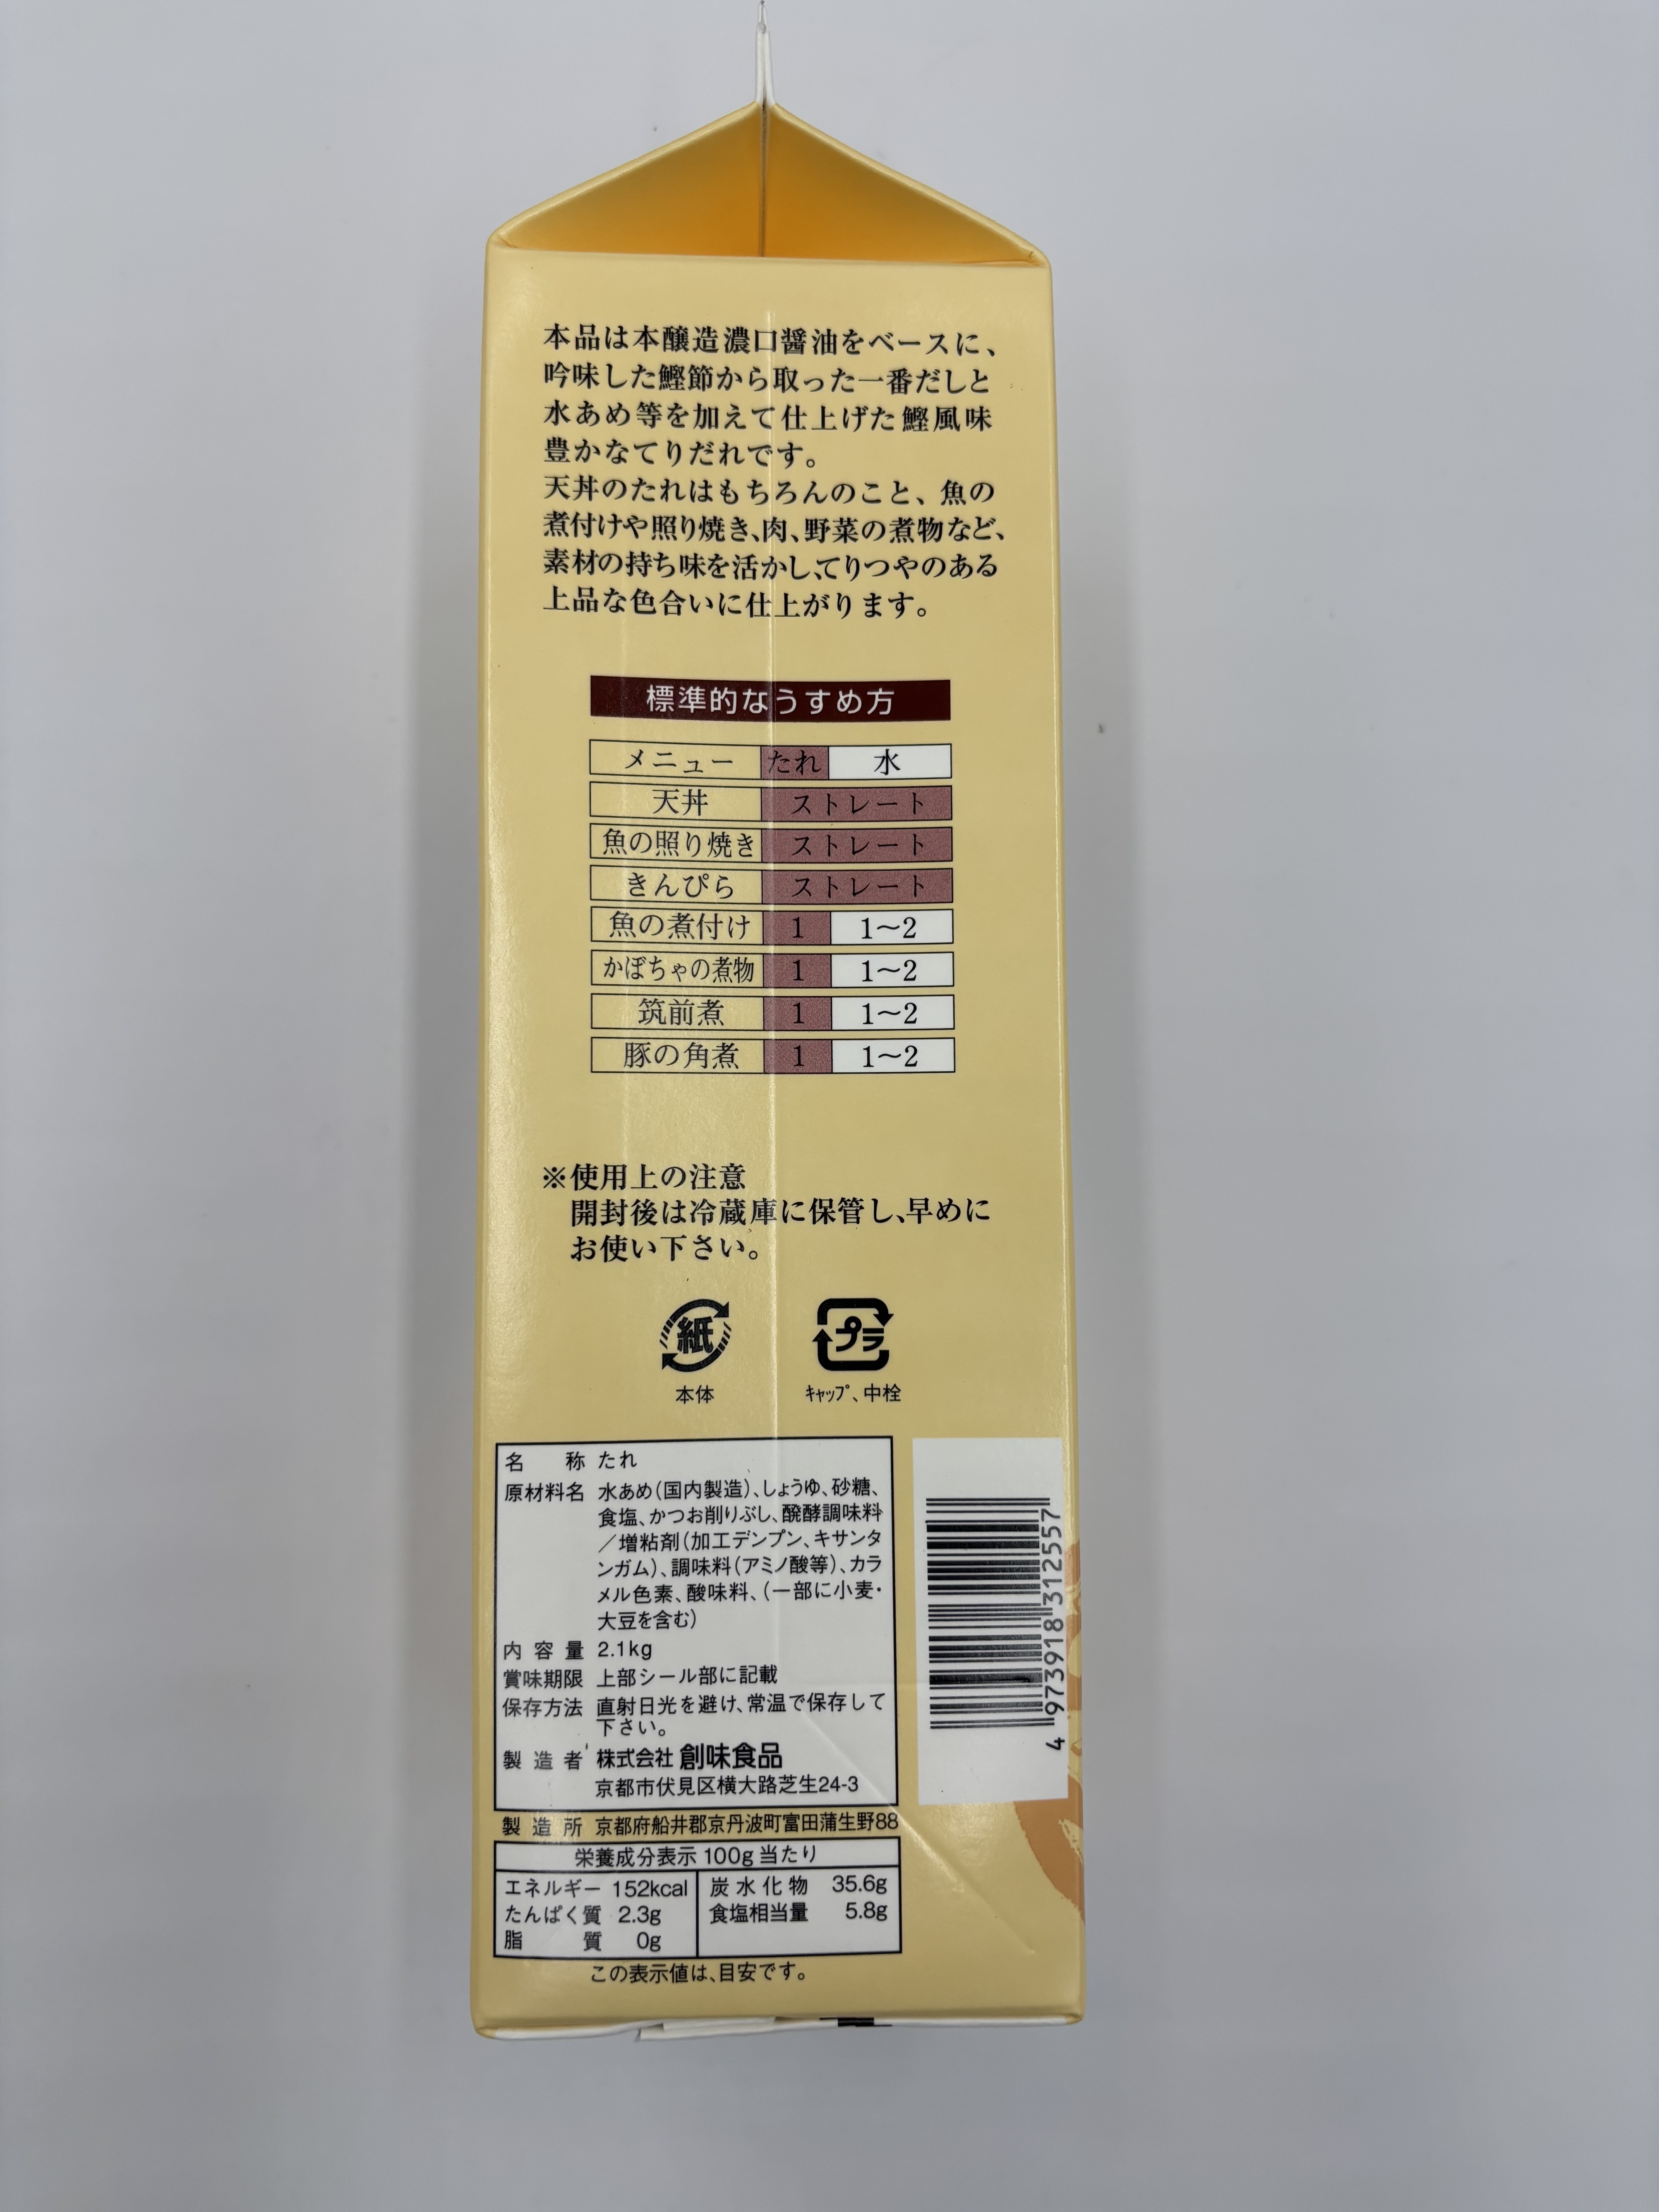 本品は本醸造濃口醤油をベースに、
吟味した鰹節から取った一番だしと
水あめ等を加えて仕上げた鰹風味
豊かなてりだれです。
天丼のたれはもちろんのこと、魚の
煮付けや照り焼き、肉、野菜の煮物など、
素材の持ち味を活かし、てりつやのある
上品な色合いに仕上がります。
標準的なうすめ方
メニュー たれ 水
天丼 ストレート
魚の照り焼き ストレート
きんぴら ストレート
魚の煮付け 1 1〜2
かぼちゃの煮物 1 1〜2
筑前煮 1 1〜2
豚の角煮 1 1〜2
※使用上の注意
開封後は冷蔵庫に保管し、早めに
お使い下さい。
紙 プラ
本体 キャップ、中栓
名称 たれ
原材料名 水あめ(国内製造)、しょうゆ、砂糖、
食塩、かつお削りぶし、醗酵調味料
／増粘剤(加工デンプン、キサンタ
ンガム)、調味料(アミノ酸等)、カラ
メル色素、酸味料、(一部に小麦・
大豆を含む)
内容量 2.1kg
賞味期限 上部シール部に記載
保存方法 直射日光を避け、常温で保存して
下さい。
製造者 株式会社 創味食品
京都市伏見区横大路芝生24-3
製造所 京都府船井郡京丹波町富田蒲生野88
栄養成分表示 100g当たり
エネルギー 152kcal 炭水化物 35.6g
たんぱく質 2.3g 食塩相当量 5.8g
脂質 0g
この表示値は、目安です。
4 973918 312557